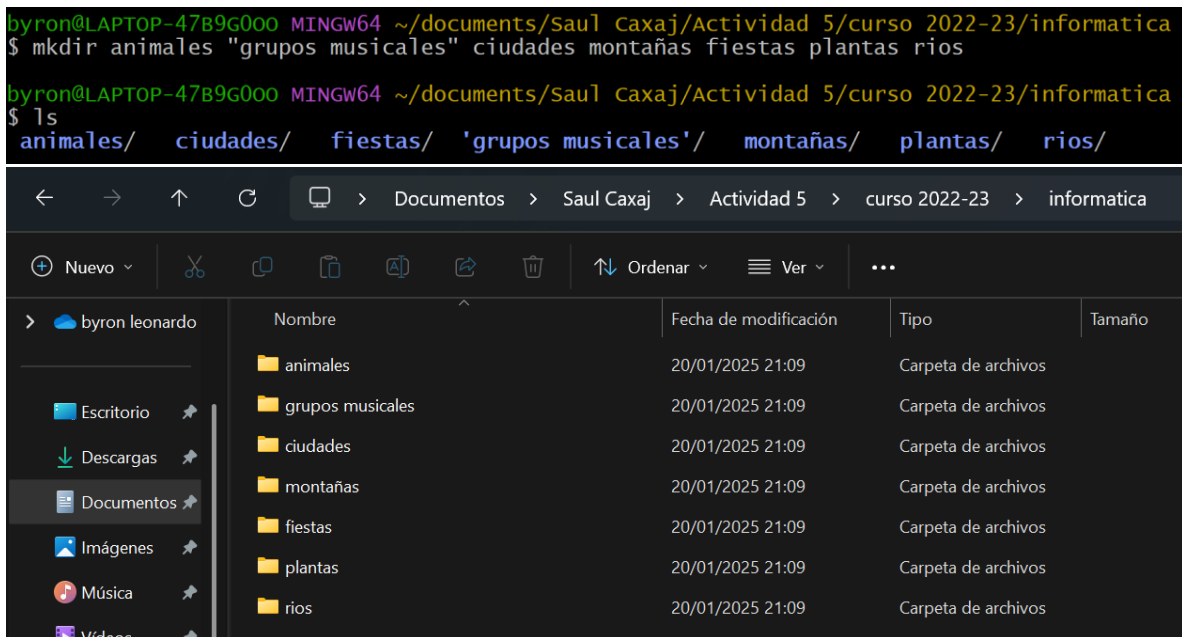 byron@LAPTOP-47B9G0OO MINGW64 ~/documents/Saul Caxaj/Actividad 5/curso 2022-23/informatica
$ mkdir animales "grupos musicales" ciudades montañas fiestas plantas rios
byron@LAPTOP-47B9G0OO MINGW64 ~/documents/Saul Caxaj/Actividad 5/curso 2022-23/informatica
$ ls
animales/ ciudades/ fiestas/ 'grupos musicales'/ montañas/ plantas/ rios/
> Documentos > Saul Caxaj > Actividad 5 > curso 2022-23 > informatica
Nuevo Ordenar Ver ...
byron leonardo Nombre Fecha de modificación Tipo Tamaño
animales 20/01/2025 21:09 Carpeta de archivos
Escritorio grupos musicales 20/01/2025 21:09 Carpeta de archivos
Descargas ciudades 20/01/2025 21:09 Carpeta de archivos
Documentos montañas 20/01/2025 21:09 Carpeta de archivos
Imágenes fiestas 20/01/2025 21:09 Carpeta de archivos
Música plantas 20/01/2025 21:09 Carpeta de archivos
Vídeos rios 20/01/2025 21:09 Carpeta de archivos